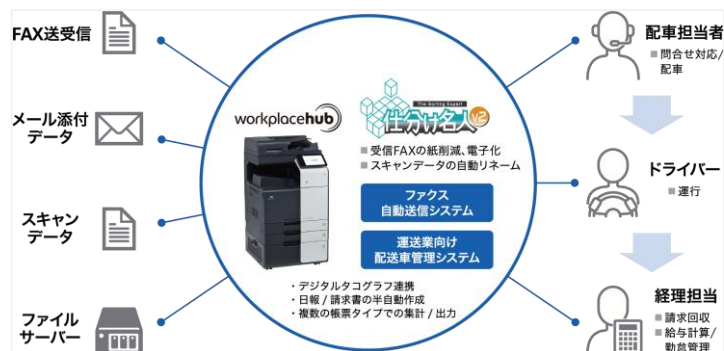 FAX送受信
メール添付
データ
スキャン
データ
ファイル
サーバー
workplacehub
The Sorting Expert
仕分け名人v2
■受信FAXの紙削減、電子化
■スキャンデータの自動リネーム
ファクス
自動送信システム
運送業向け
配送車管理システム
・デジタルタコグラフ連携
・日報 / 請求書の半自動作成
・複数の帳票タイプでの集計 / 出力
配車担当者
■問合せ対応/
配車
ドライバー
■運行
経理担当
■請求回収
■給与計算/
勤怠管理